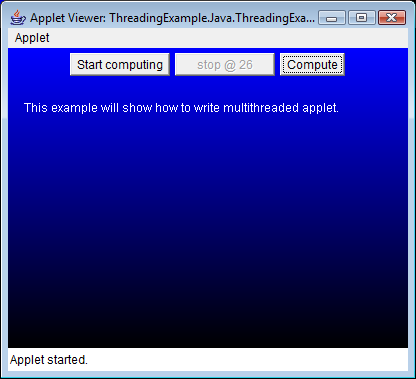 Applet Viewer: ThreadingExample.Java.ThreadingExa...
Applet
Start computing stop @ 26 Compute
This example will show how to write multithreaded applet.
Applet started.